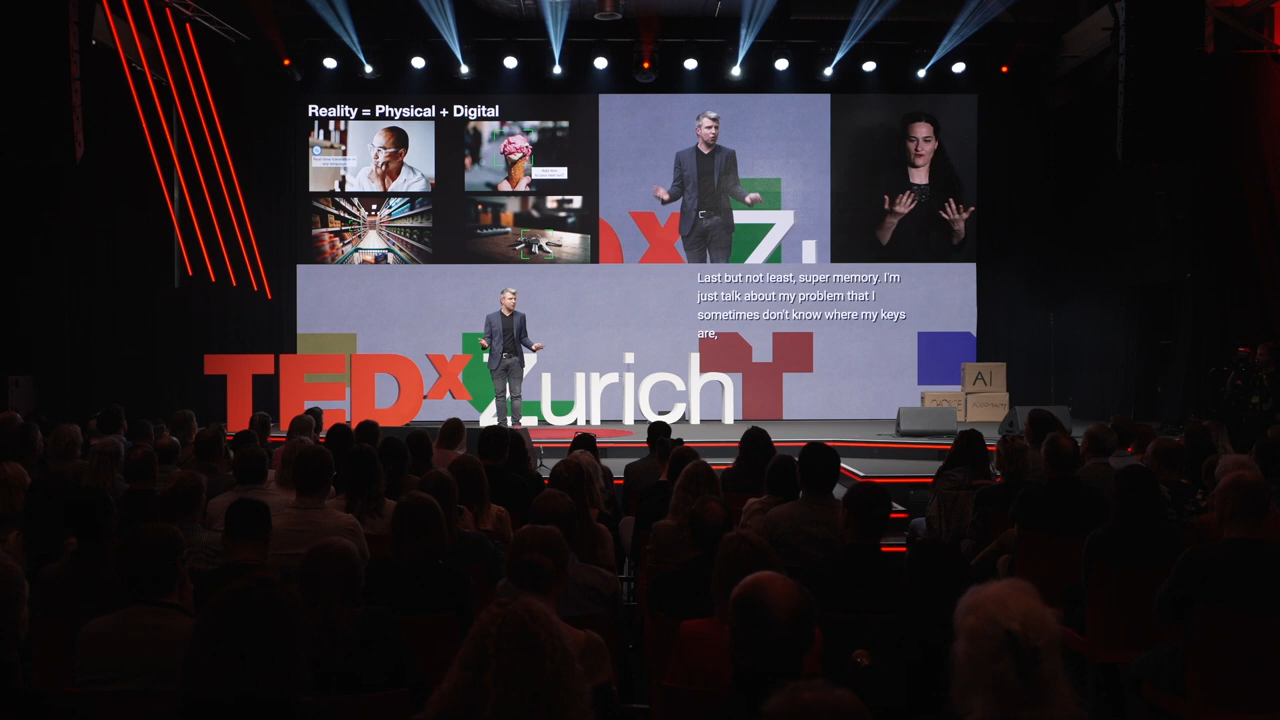 Reality = Physical + Digital
Last but not least, super memory. I'm
just talk about my problem that I
sometimes don't know where my keys
are,
TEDx Zurich
AI
CHOICE